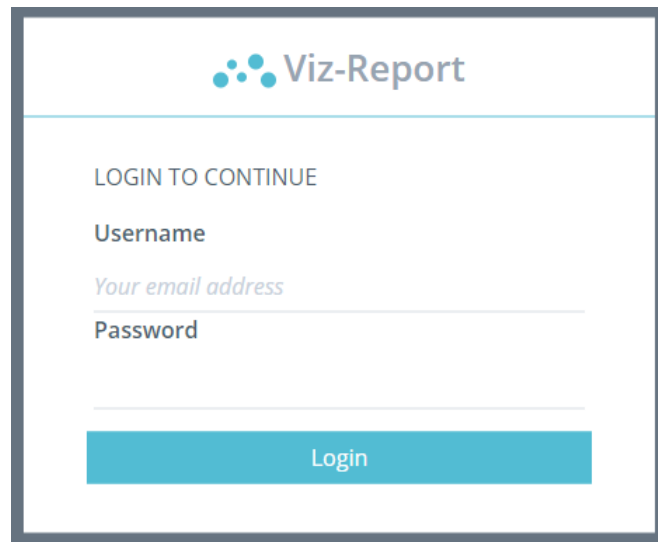 Viz-Report
LOGIN TO CONTINUE
Username
Your email address
Password
Login